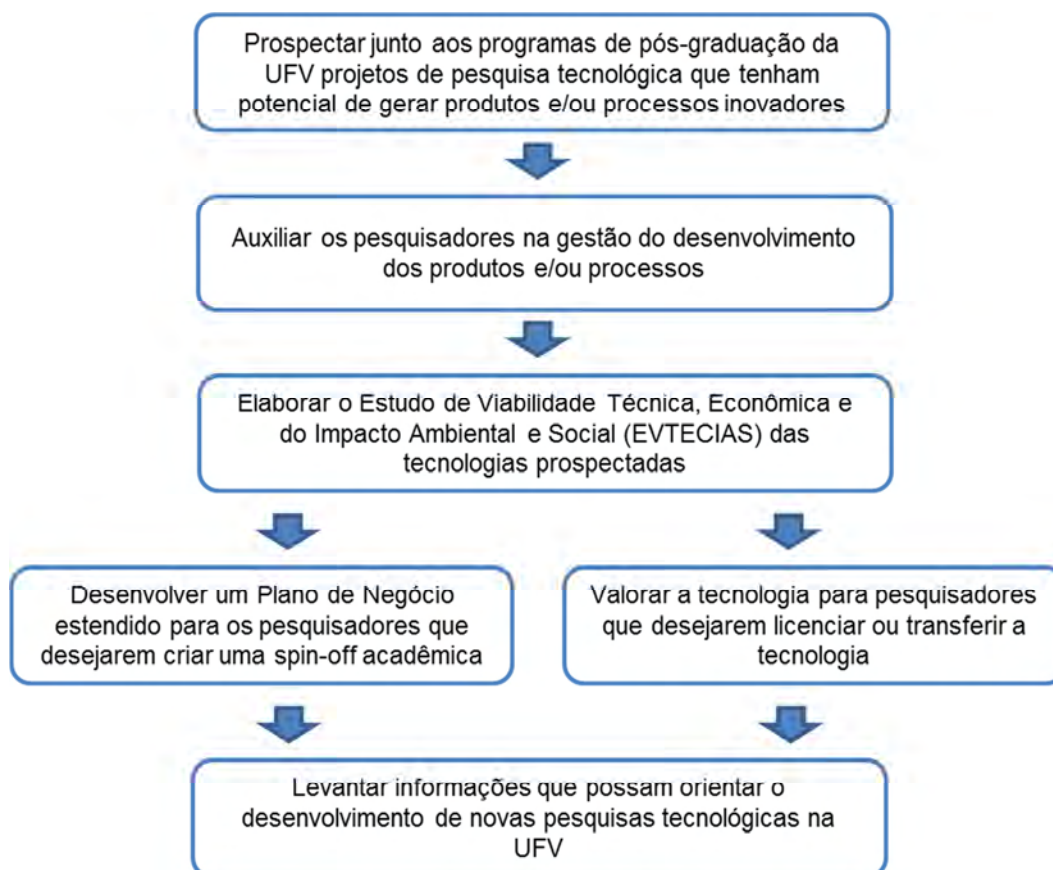 Prospectar junto aos programas de pós-graduação da
UFV projetos de pesquisa tecnológica que tenham
potencial de gerar produtos e/ou processos inovadores
Auxiliar os pesquisadores na gestão do desenvolvimento
dos produtos e/ou processos
Elaborar o Estudo de Viabilidade Técnica, Econômica e
do Impacto Ambiental e Social (EVTECIAS) das
tecnologias prospectadas
Desenvolver um Plano de Negócio
estendido para os pesquisadores que
desejarem criar uma spin-off acadêmica
Valorar a tecnologia para pesquisadores
que desejarem licenciar ou transferir a
tecnologia
Levantar informações que possam orientar o
desenvolvimento de novas pesquisas tecnológicas na
UFV